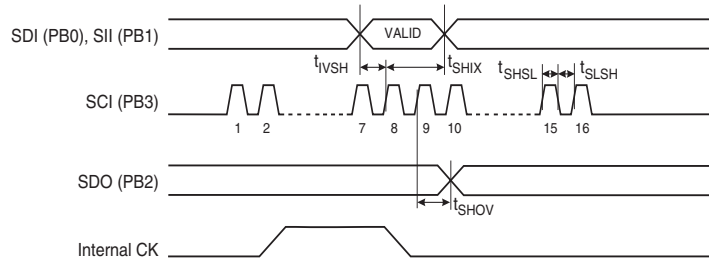 SDI (PB0), SII (PB1)
VALID
tIVSH
tSHIX
tSHSL
tSLSH
SCI (PB3)
1 2 7 8 9 10 15 16
SDO (PB2)
tSHOV
Internal CK